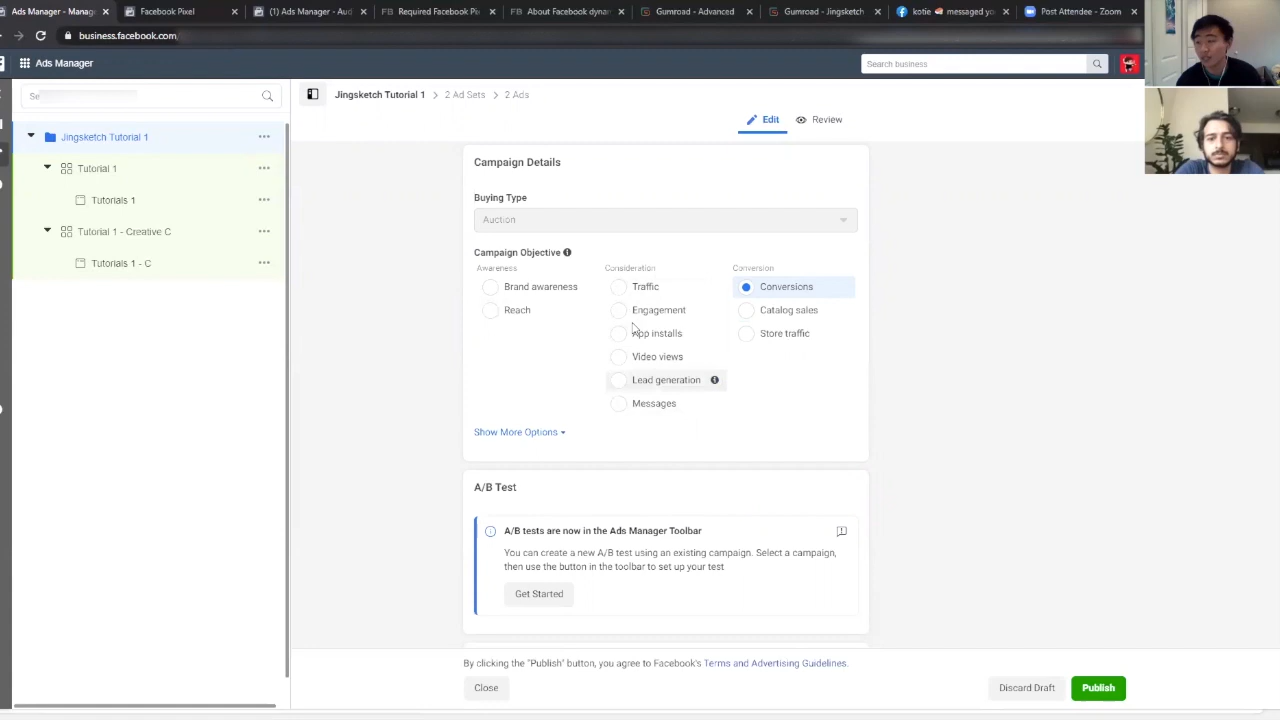 Ads Manager - Manag
Facebook Pixel
(1) Ads Manager - Aud
Required Facebook Pix
About Facebook dyna
Gumroad - Advanced
Gumroad - Jingsketch
kotie
messaged yo
Post Attendee - Zoom
business.facebook.com
Ads Manager
Search business
Se
Jingsketch Tutorial 1
2 Ad Sets
2 Ads
Edit
Review
Jingsketch Tutorial 1
Tutorial 1
Tutorials 1
Tutorial 1 - Creative C
Tutorials 1 - C
Campaign Details
Buying Type
Auction
Campaign Objective
Awareness
Consideration
Conversion
Brand awareness
Traffic
Conversions
Reach
Engagement
Catalog sales
App installs
Store traffic
Video views
Lead generation
Messages
Show More Options
A/B Test
A/B tests are now in the Ads Manager Toolbar
You can create a new A/B test using an existing campaign. Select a campaign,
then use the button in the toolbar to set up your test
Get Started
By clicking the "Publish" button, you agree to Facebook's Terms and Advertising Guidelines.
Close
Discard Draft
Publish